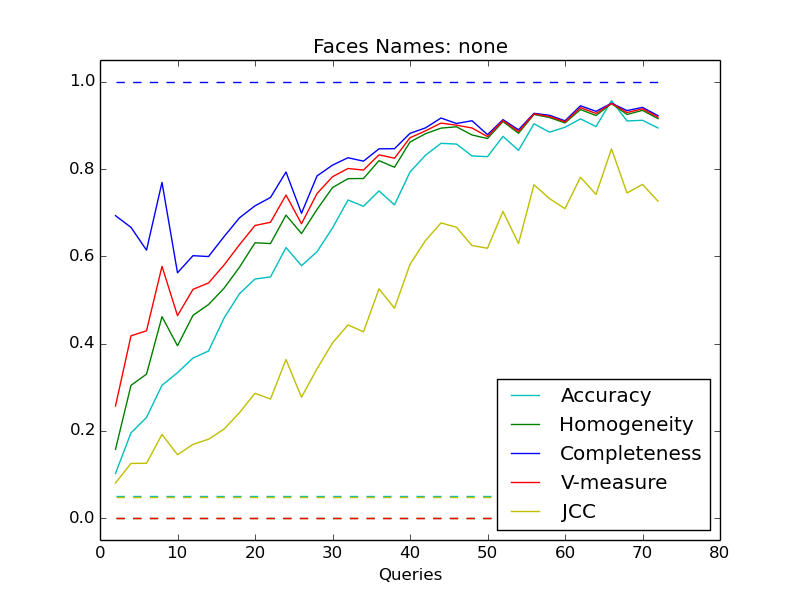 Faces Names: none
1.0
0.8
0.6
0.4
0.2
0.0
Accuracy
Homogeneity
Completeness
V-measure
JCC
0 10 20 30 40 50 60 70 80
Queries